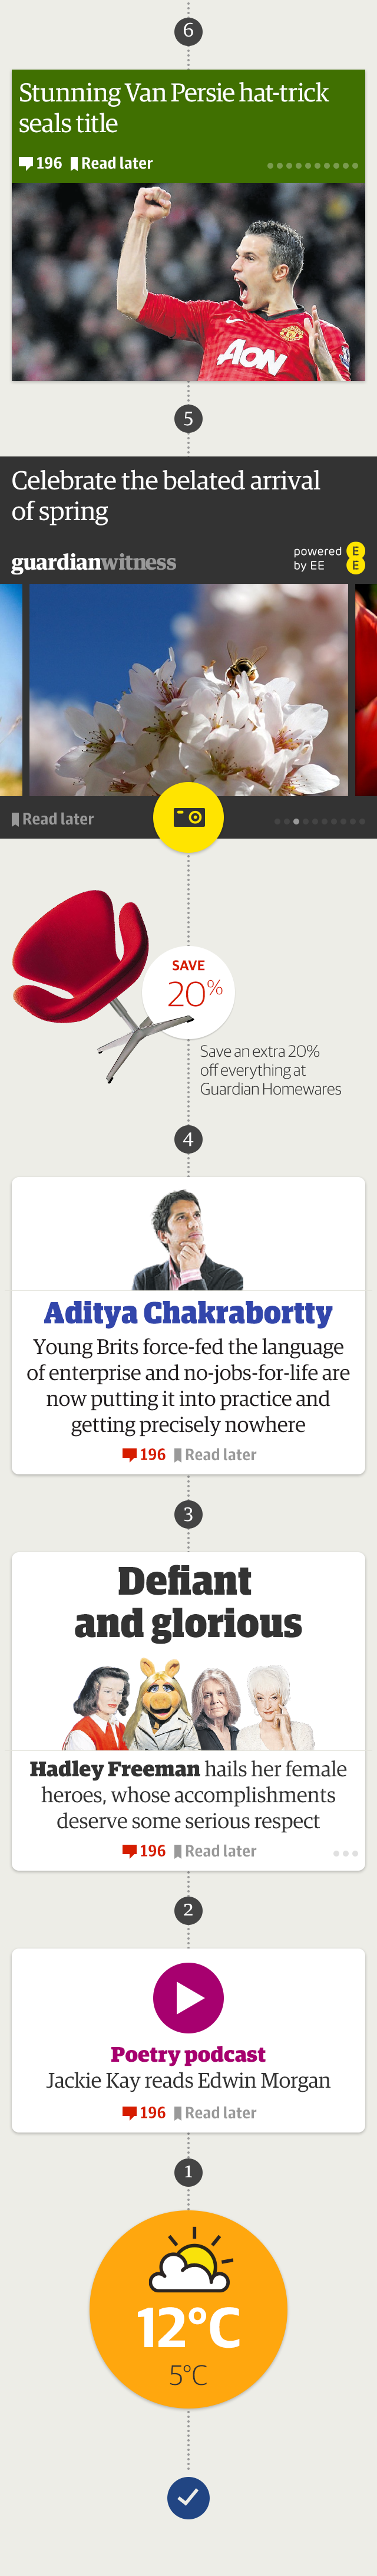 6
Stunning Van Persie hat-trick
seals title
196 Read later
AON
5
Celebrate the belated arrival
of spring
guardianwitness
powered
by EE
E
E
Read later
SAVE
20%
Save an extra 20%
off everything at
Guardian Homewares
4
Aditya Chakrabortty
Young Brits force-fed the language
of enterprise and no-jobs-for-life are
now putting it into practice and
getting precisely nowhere
196 Read later
3
Defiant
and glorious
Hadley Freeman hails her female
heroes, whose accomplishments
deserve some serious respect
196 Read later
2
Poetry podcast
Jackie Kay reads Edwin Morgan
196 Read later
1
12°C
5°C